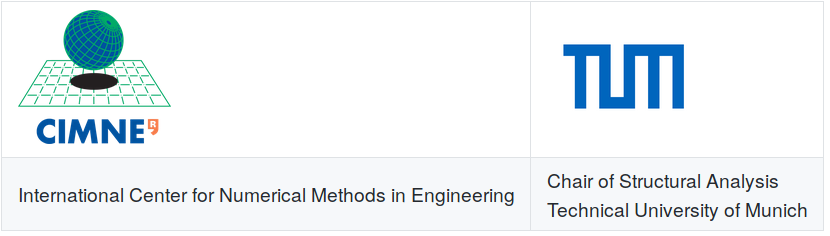 CIMNE R
TUM
International Center for Numerical Methods in Engineering
Chair of Structural Analysis
Technical University of Munich